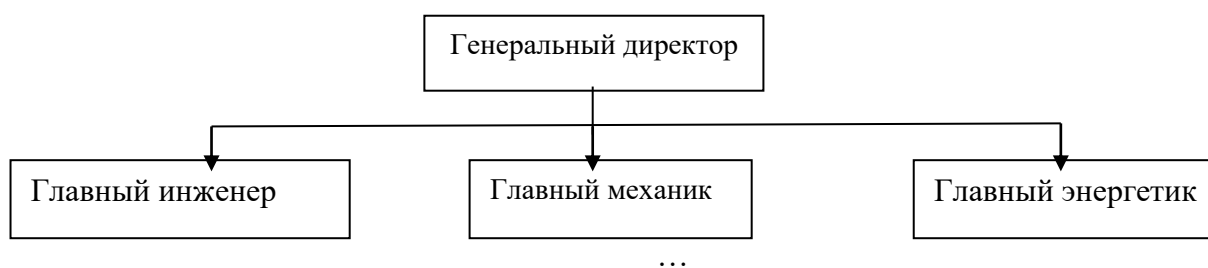 Генеральный директор
Главный инженер
Главный механик
Главный энергетик
…